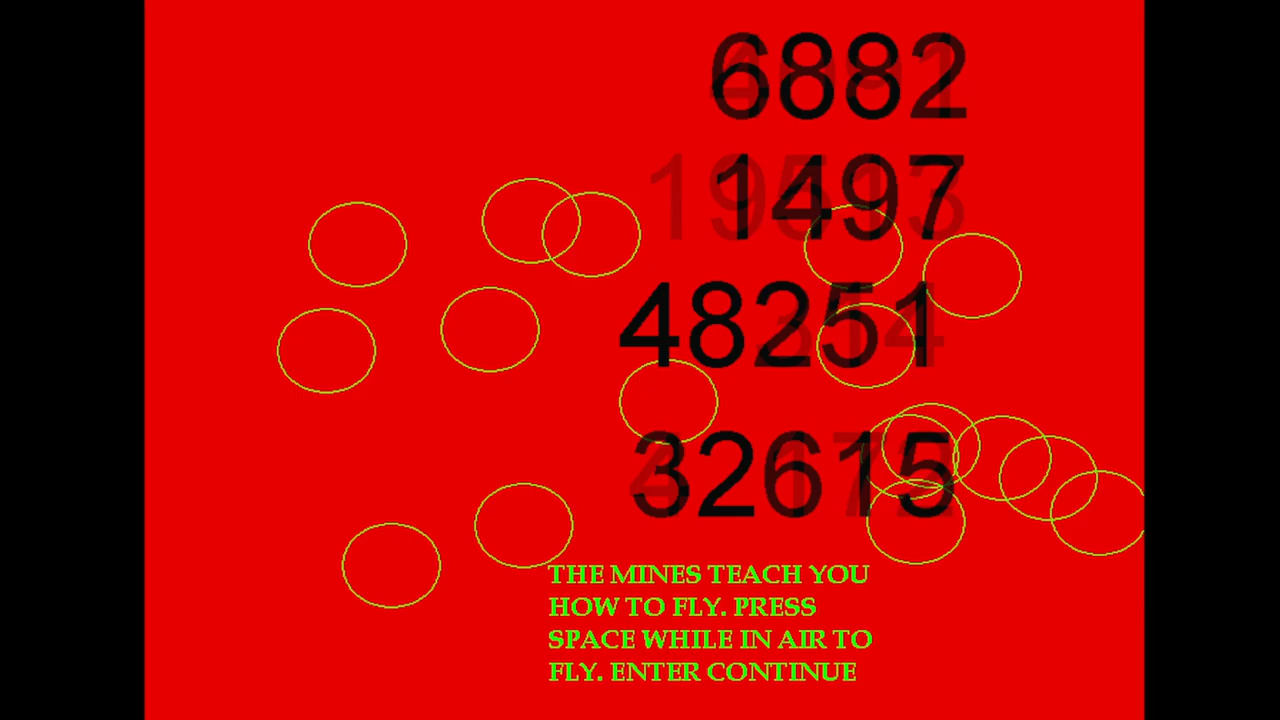 6882
1497
48251
32615
THE MINES TEACH YOU
HOW TO FLY. PRESS
SPACE WHILE IN AIR TO
FLY. ENTER CONTINUE